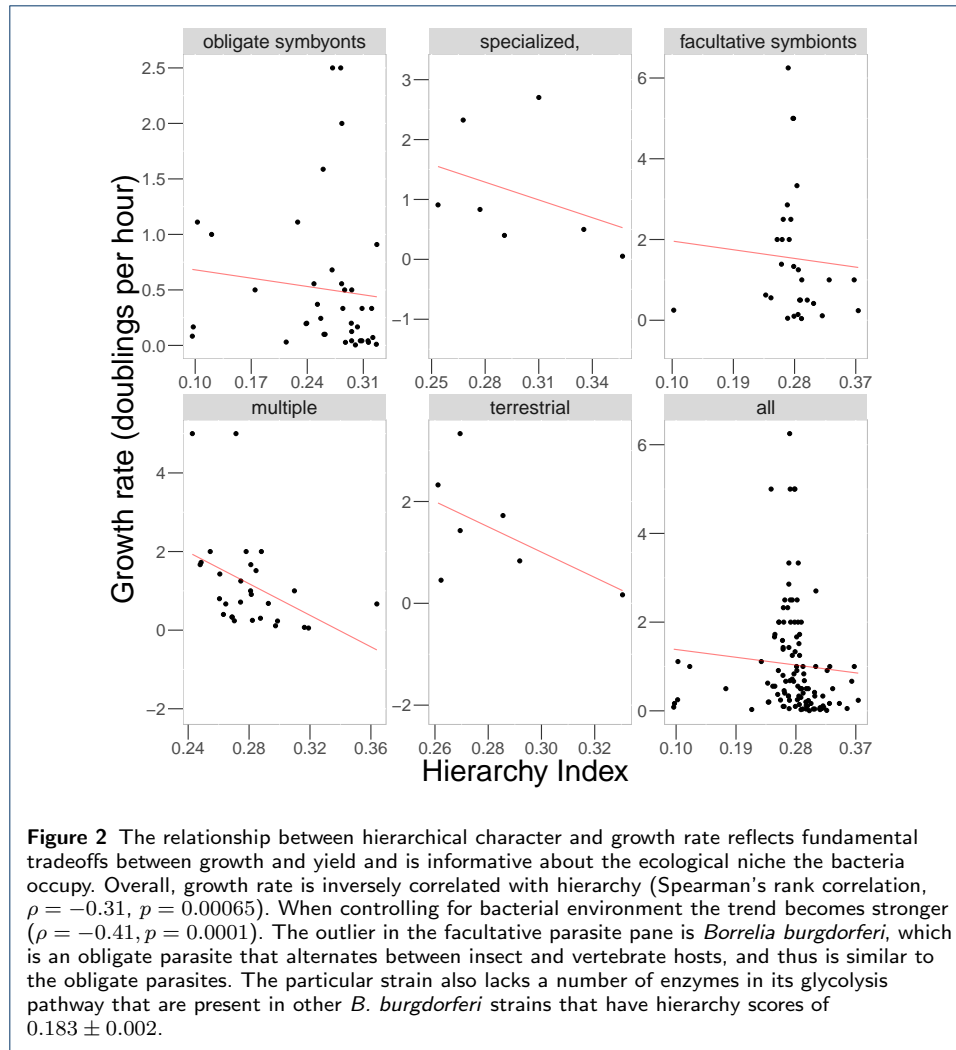 obligate symbyonts
specialized,
facultative symbionts
2.5
2.0
1.5
1.0
0.5
0.0
3
2
1
0
−1
6
4
2
0
0.10 0.17 0.24 0.31
0.25 0.28 0.31 0.34
0.10 0.19 0.28 0.37
Growth rate (doublings per hour)
multiple
terrestrial
all
4
2
0
−2
2
0
−2
6
4
2
0
0.24 0.28 0.32 0.36
0.26 0.28 0.30 0.32
0.10 0.19 0.28 0.37
Hierarchy Index
Figure 2 The relationship between hierarchical character and growth rate reflects fundamental
tradeoffs between growth and yield and is informative about the ecological niche the bacteria
occupy. Overall, growth rate is inversely correlated with hierarchy (Spearman's rank correlation,
ρ = −0.31, p = 0.00065). When controlling for bacterial environment the trend becomes stronger
(ρ = −0.41, p = 0.0001). The outlier in the facultative parasite pane is Borrelia burgdorferi, which
is an obligate parasite that alternates between insect and vertebrate hosts, and thus is similar to
the obligate parasites. The particular strain also lacks a number of enzymes in its glycolysis
pathway that are present in other B. burgdorferi strains that have hierarchy scores of
0.183 ± 0.002.